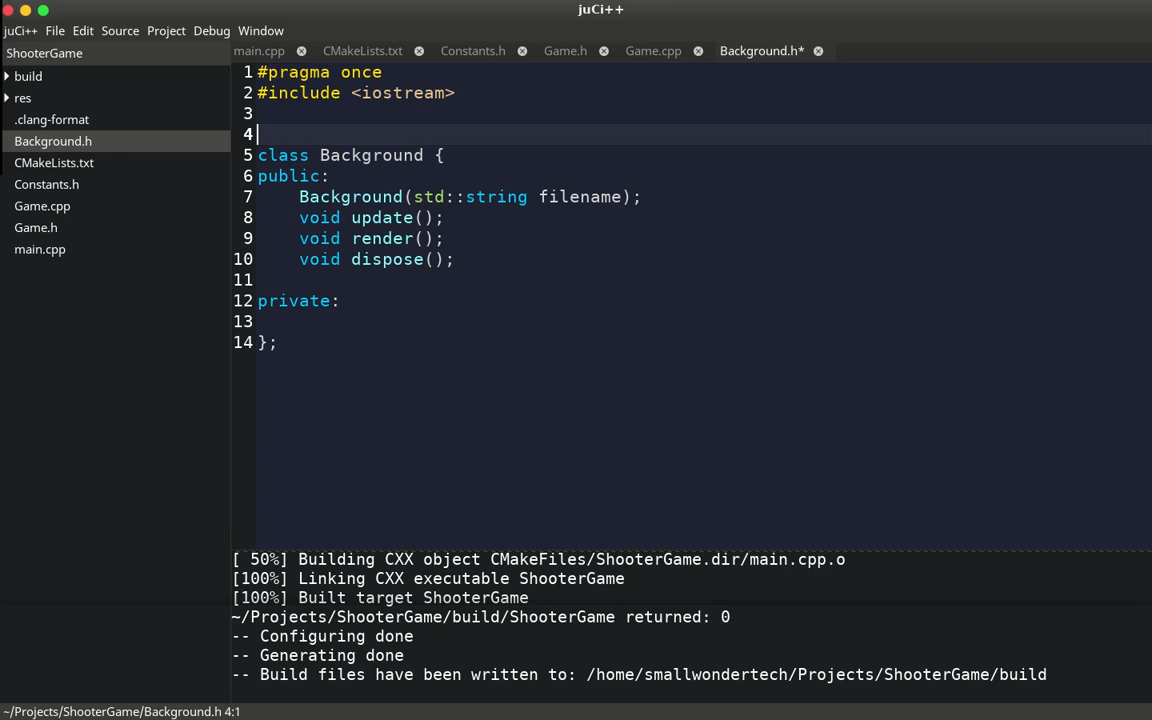 juCi++
juCi++ File Edit Source Project Debug Window
ShooterGame
main.cpp CMakeLists.txt Constants.h Game.h Game.cpp Background.h*
build
res
.clang-format
Background.h
CMakeLists.txt
Constants.h
Game.cpp
Game.h
main.cpp
1 #pragma once
2 #include <iostream>
3
4
5 class Background {
6 public:
7     Background(std::string filename);
8     void update();
9     void render();
10     void dispose();
11
12 private:
13
14 };
[ 50%] Building CXX object CMakeFiles/ShooterGame.dir/main.cpp.o
[100%] Linking CXX executable ShooterGame
[100%] Built target ShooterGame
~/Projects/ShooterGame/build/ShooterGame returned: 0
-- Configuring done
-- Generating done
-- Build files have been written to: /home/smallwondertech/Projects/ShooterGame/build
~/Projects/ShooterGame/Background.h 4:1